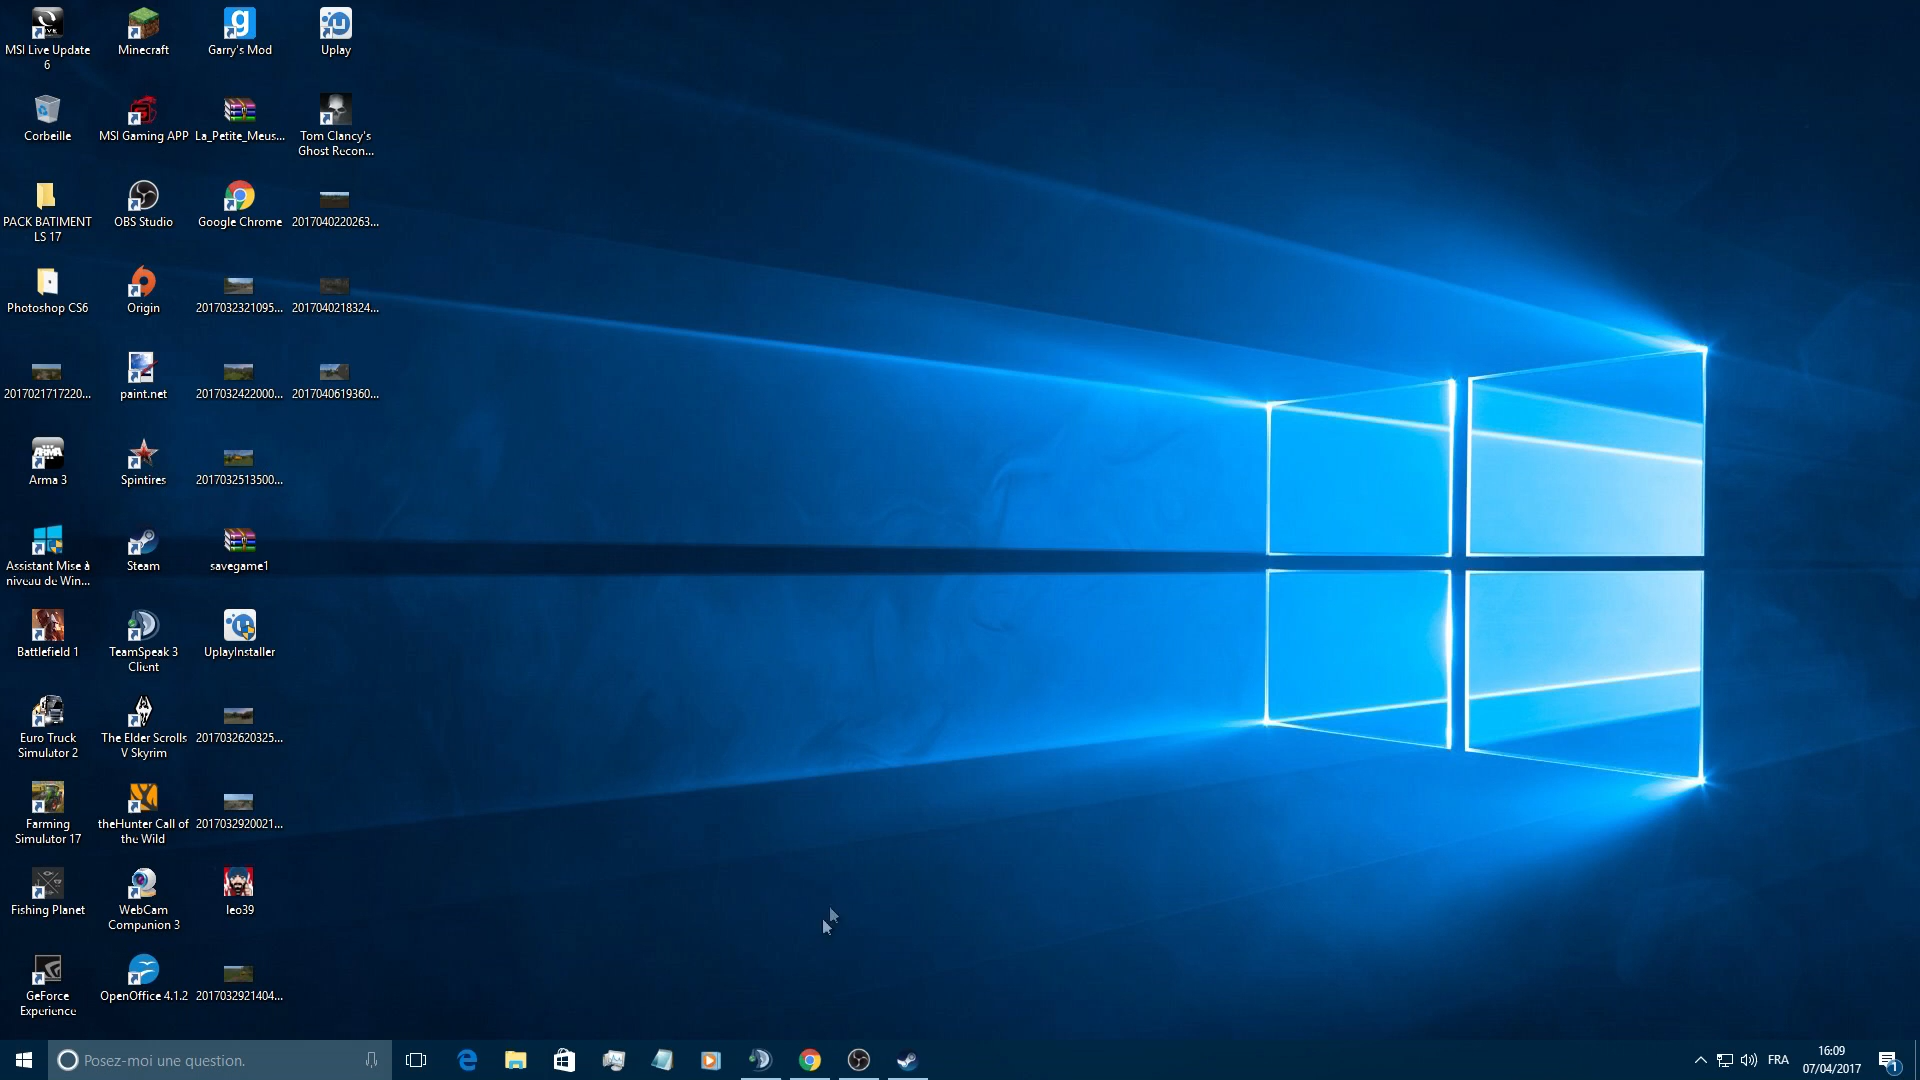 MSI Live Update
6
Minecraft
Garry's Mod
Uplay
Corbeille
MSI Gaming APP
La_Petite_Meus...
Tom Clancy's
Ghost Recon...
PACK BATIMENT
LS 17
OBS Studio
Google Chrome
2017040220263...
Photoshop CS6
Origin
2017032321095...
2017040218324...
2017021717220...
paint.net
2017032422000...
2017040619360...
Arma 3
Spintires
2017032513500...
Assistant Mise à
niveau de Win...
Steam
savegame1
Battlefield 1
TeamSpeak 3
Client
UplayInstaller
Euro Truck
Simulator 2
The Elder Scrolls
V Skyrim
2017032620325...
Farming
Simulator 17
theHunter Call of
the Wild
2017032920021...
Fishing Planet
WebCam
Companion 3
leo39
GeForce
Experience
OpenOffice 4.1.2
2017032921404...
Posez-moi une question.
FRA
16:09
07/04/2017
1